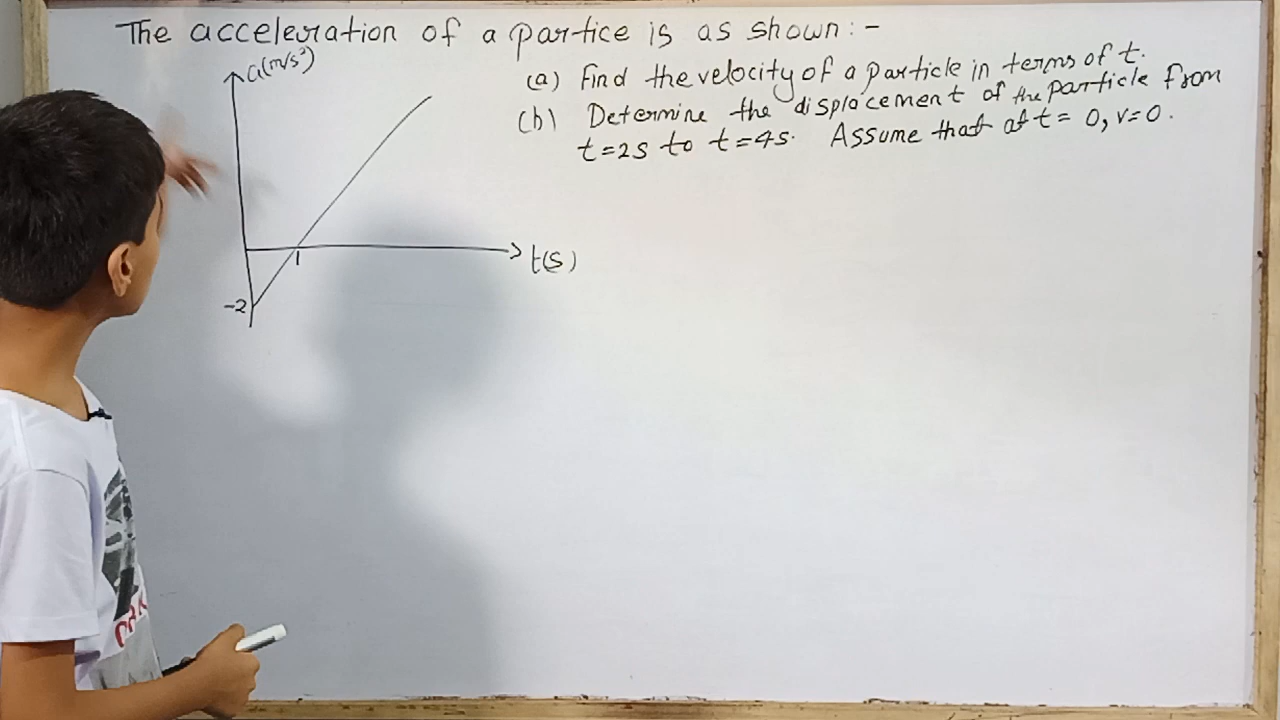 The acceleration of a partice is as shown:-
a(m/s²)
(a) Find the velocity of a particle in terms of t.
(b) Determine the displacement of the particle from
t=2s to t=4s. Assume that at t=0, v=0.
1
t(s)
-2